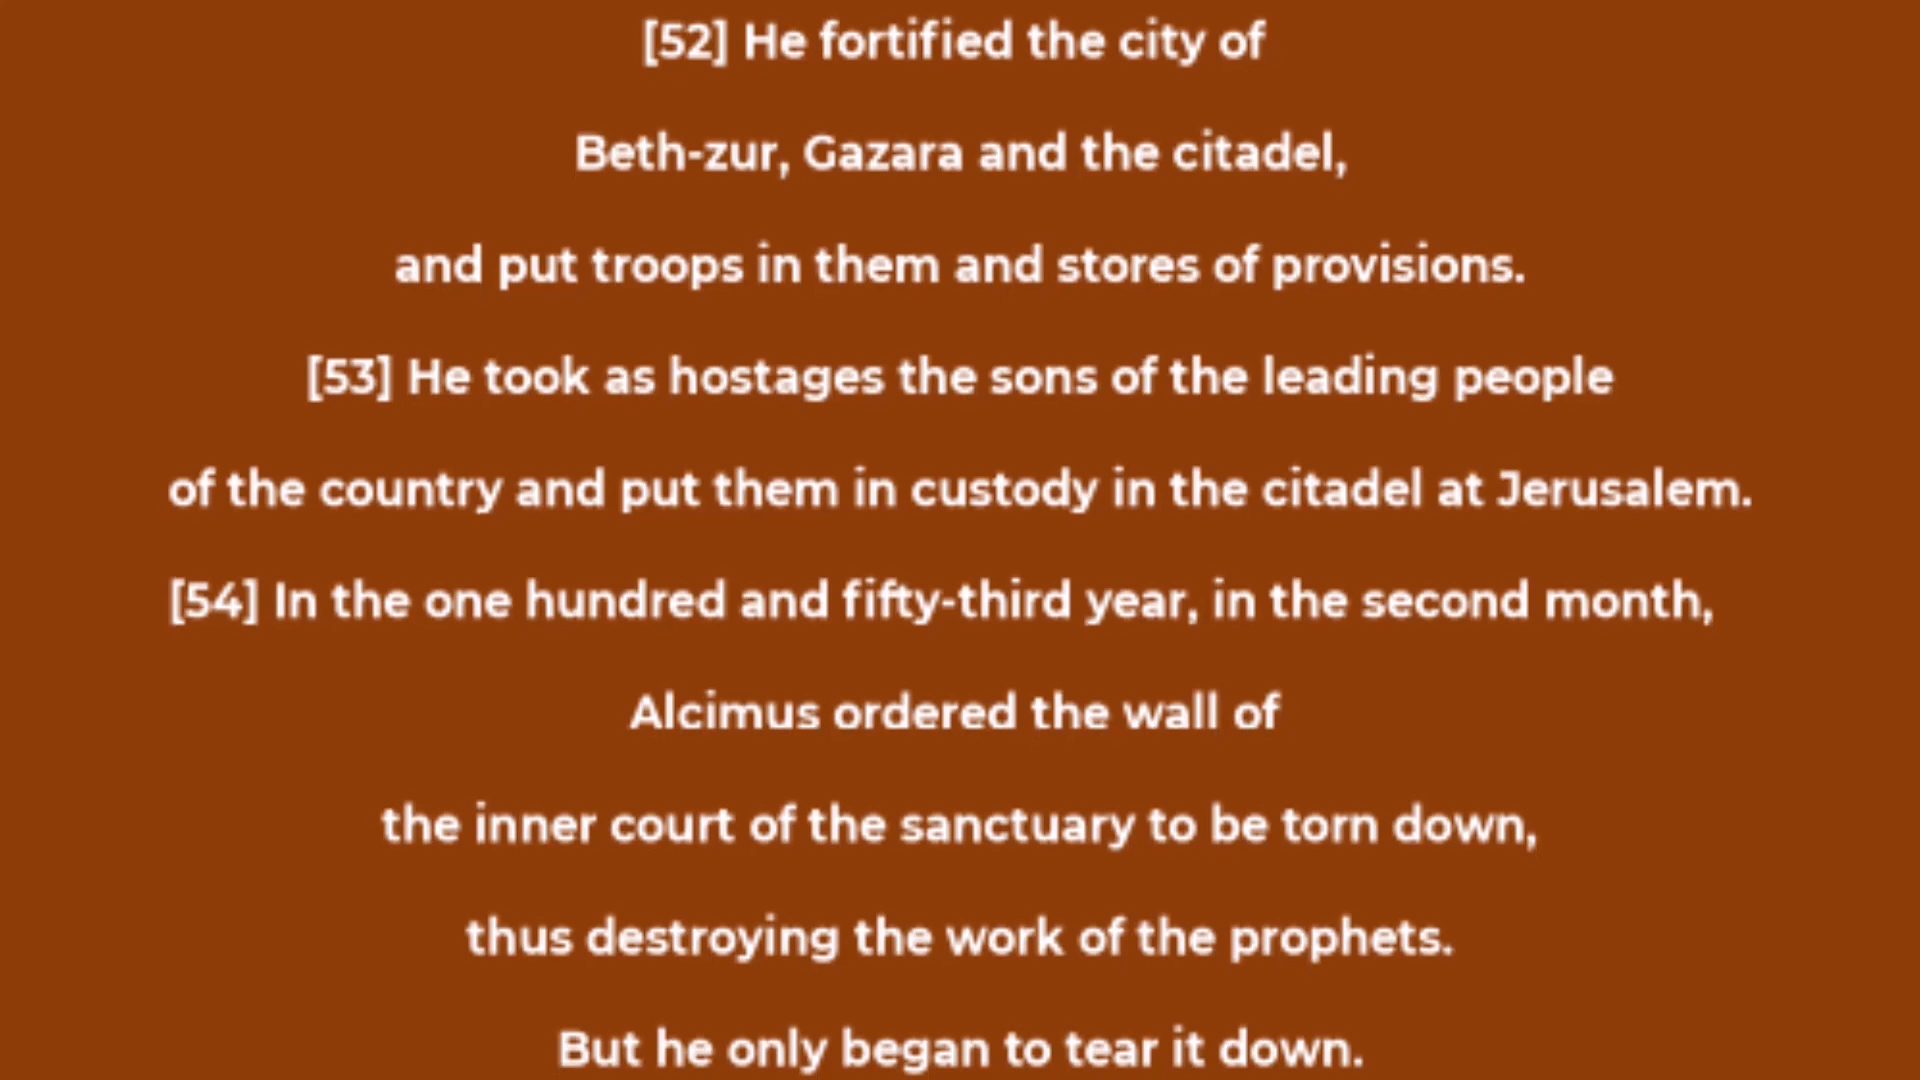 [52] He fortified the city of
Beth-zur, Gazara and the citadel,
and put troops in them and stores of provisions.
[53] He took as hostages the sons of the leading people
of the country and put them in custody in the citadel at Jerusalem.
[54] In the one hundred and fifty-third year, in the second month,
Alcimus ordered the wall of
the inner court of the sanctuary to be torn down,
thus destroying the work of the prophets.
But he only began to tear it down.